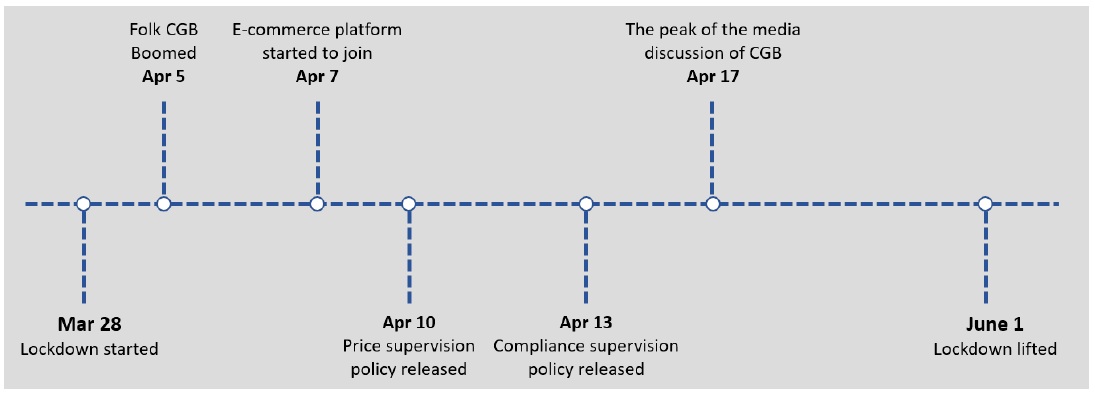 Folk CGB
Boomed
Apr 5
E-commerce platform
started to join
Apr 7
The peak of the media
discussion of CGB
Apr 17
Mar 28
Lockdown started
Apr 10
Price supervision
policy released
Apr 13
Compliance supervision
policy released
June 1
Lockdown lifted